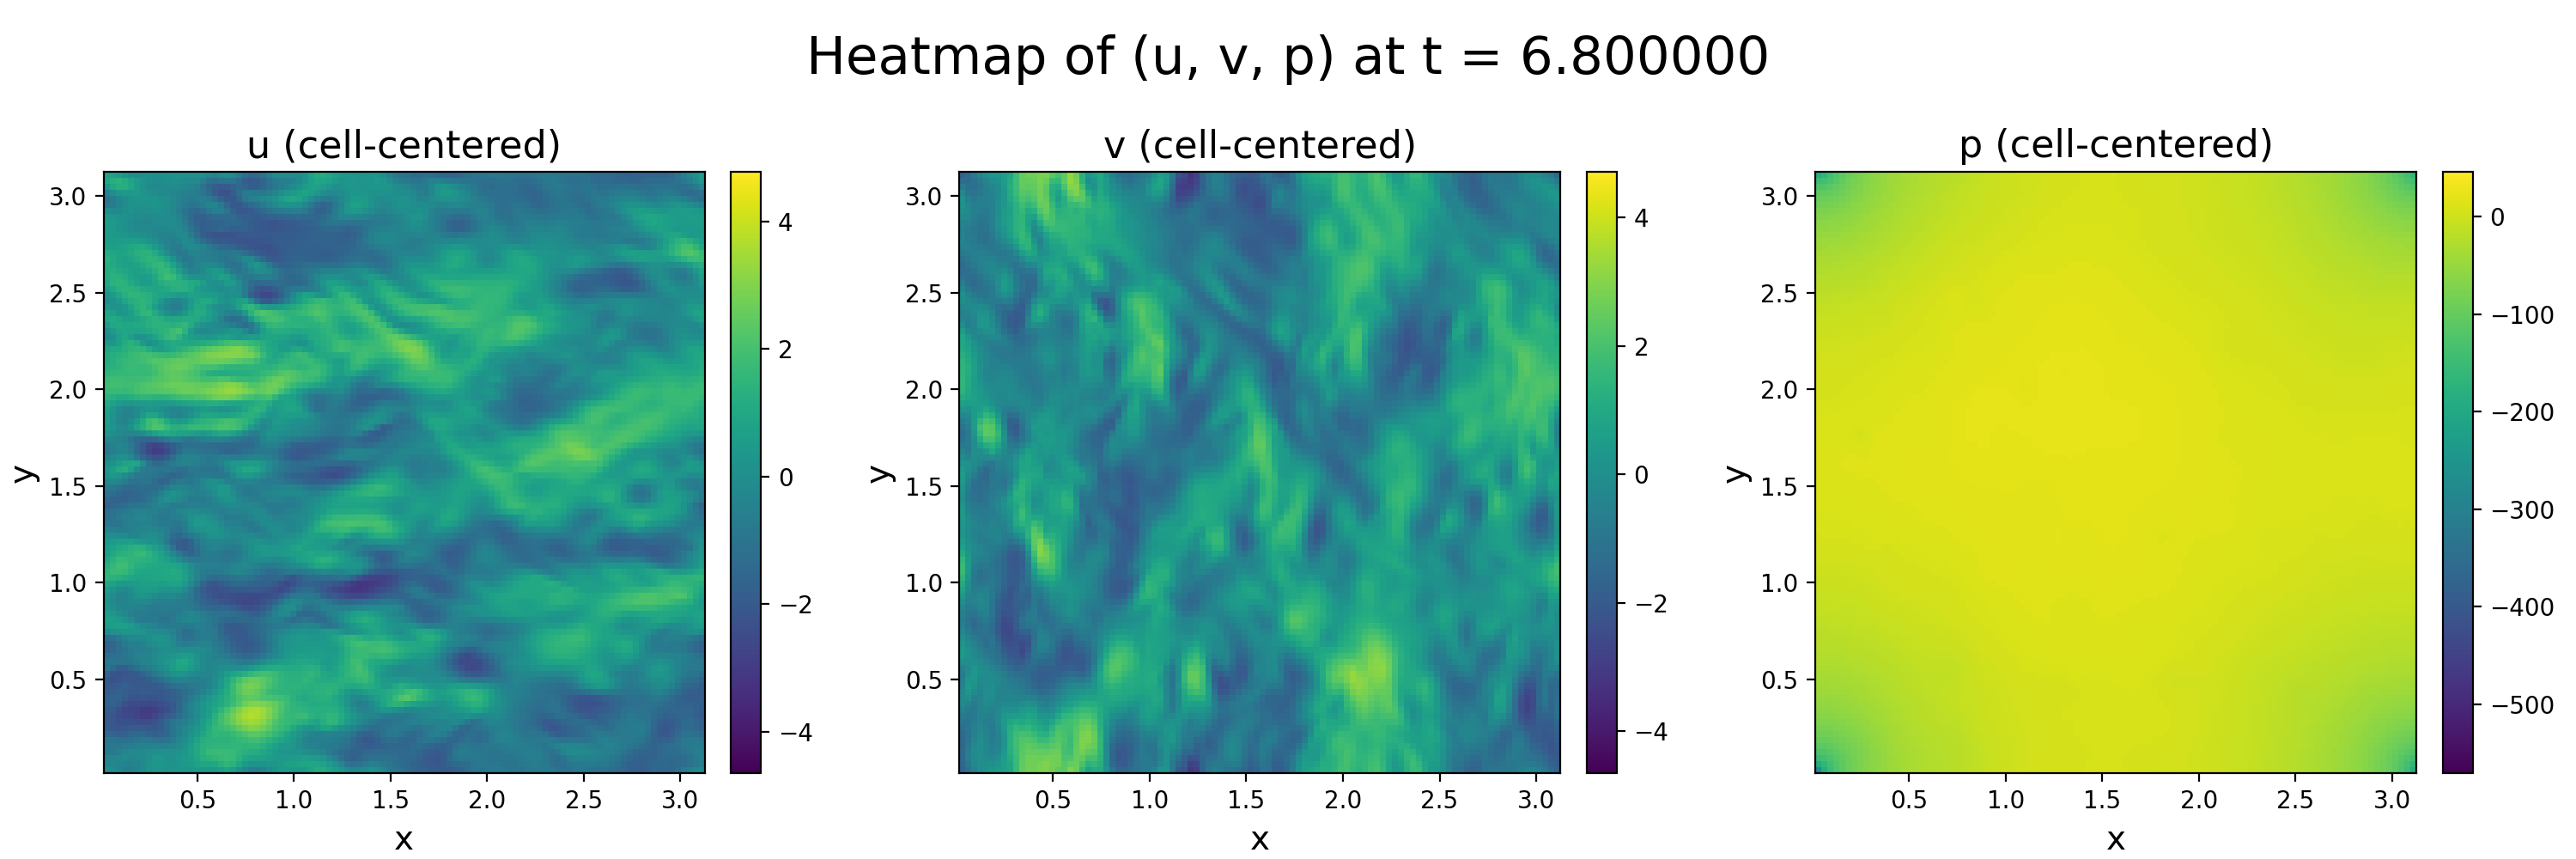 Heatmap of (u, v, p) at t = 6.800000
u (cell-centered)
y
3.0
2.5
2.0
1.5
1.0
0.5
0.5 1.0 1.5 2.0 2.5 3.0
x
4
2
0
−2
−4
v (cell-centered)
y
3.0
2.5
2.0
1.5
1.0
0.5
0.5 1.0 1.5 2.0 2.5 3.0
x
4
2
0
−2
−4
p (cell-centered)
y
3.0
2.5
2.0
1.5
1.0
0.5
0.5 1.0 1.5 2.0 2.5 3.0
x
0
−100
−200
−300
−400
−500